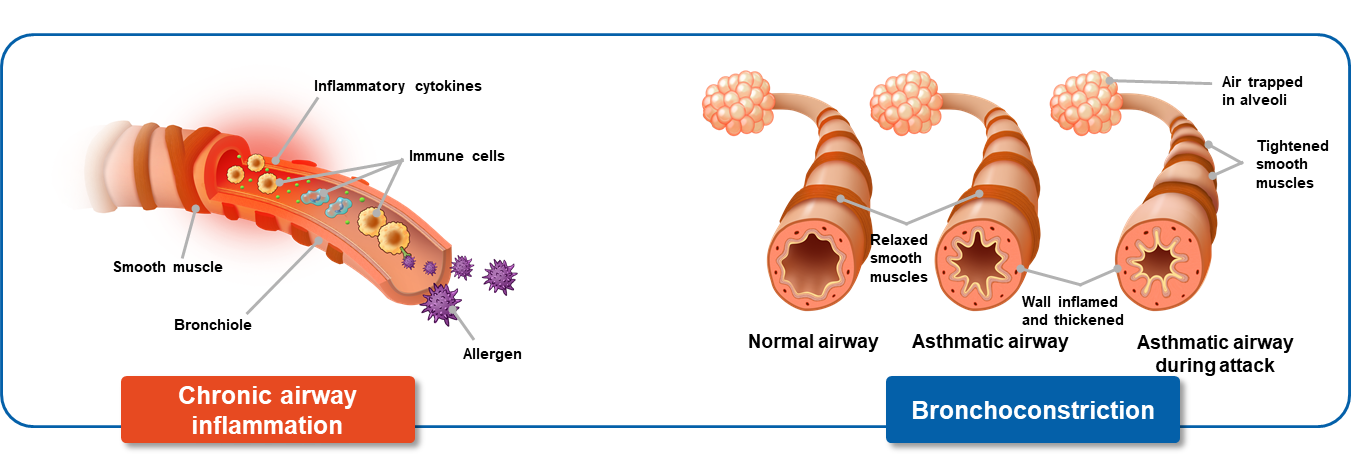 Inflammatory cytokines
Immune cells
Smooth muscle
Bronchiole
Allergen
Chronic airway
inflammation
Air trapped
in alveoli
Tightened
smooth
muscles
Relaxed
smooth
muscles
Wall inflamed
and thickened
Normal airway
Asthmatic airway
Asthmatic airway
during attack
Bronchoconstriction